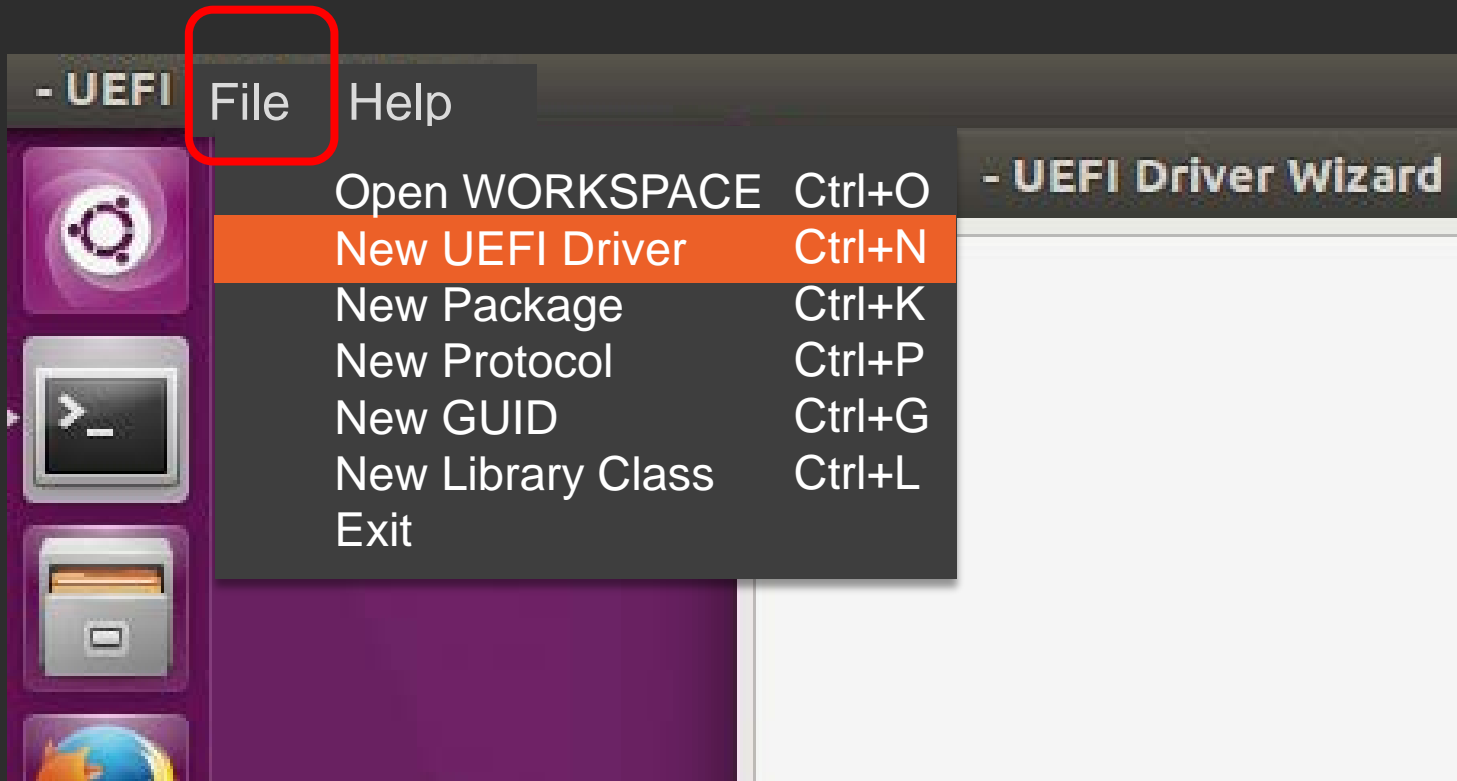 - UEFI File Help
- UEFI Driver Wizard
Open WORKSPACE Ctrl+O
New UEFI Driver Ctrl+N
New Package Ctrl+K
New Protocol Ctrl+P
New GUID Ctrl+G
New Library Class Ctrl+L
Exit
>_